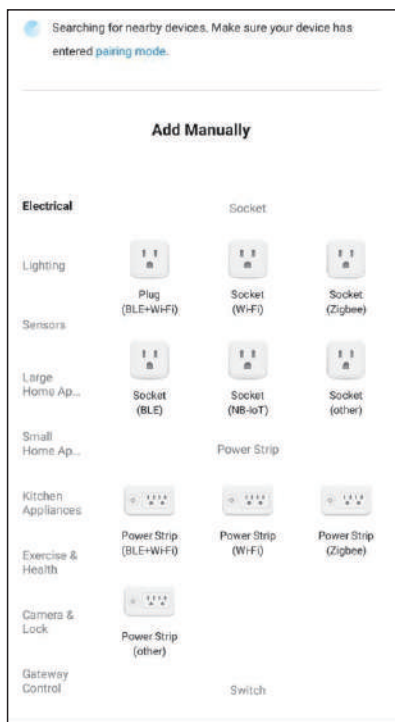 Searching for nearby devices. Make sure your device has
entered pairing mode.
Add Manually
Electrical
Lighting
Sensors
Large
Home Ap...
Small
Home Ap...
Kitchen
Appliances
Exercise &
Health
Camera &
Lock
Gateway
Control
Socket
Plug
(BLE+Wi-Fi)
Socket
(Wi-Fi)
Socket
(Zigbee)
Socket
(BLE)
Socket
(NB-IoT)
Socket
(other)
Power Strip
Power Strip
(BLE+Wi-Fi)
Power Strip
(Wi-Fi)
Power Strip
(Zigbee)
Power Strip
(other)
Switch